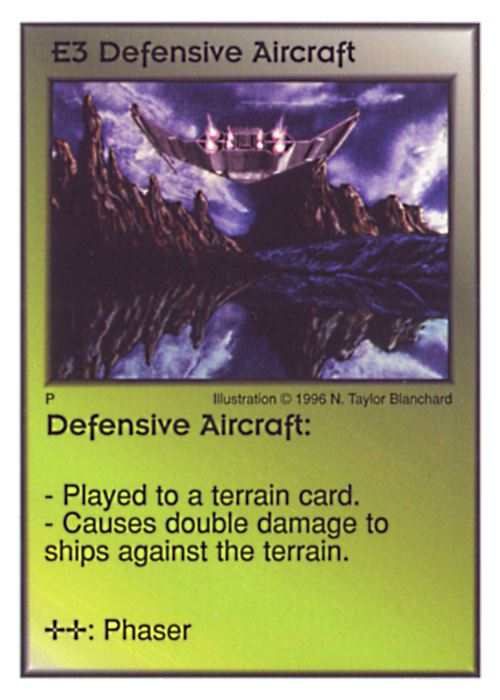 E3 Defensive Aircraft
P
Illustration © 1996 N. Taylor Blanchard
Defensive Aircraft:
- Played to a terrain card.
- Causes double damage to
ships against the terrain.
✛✛: Phaser